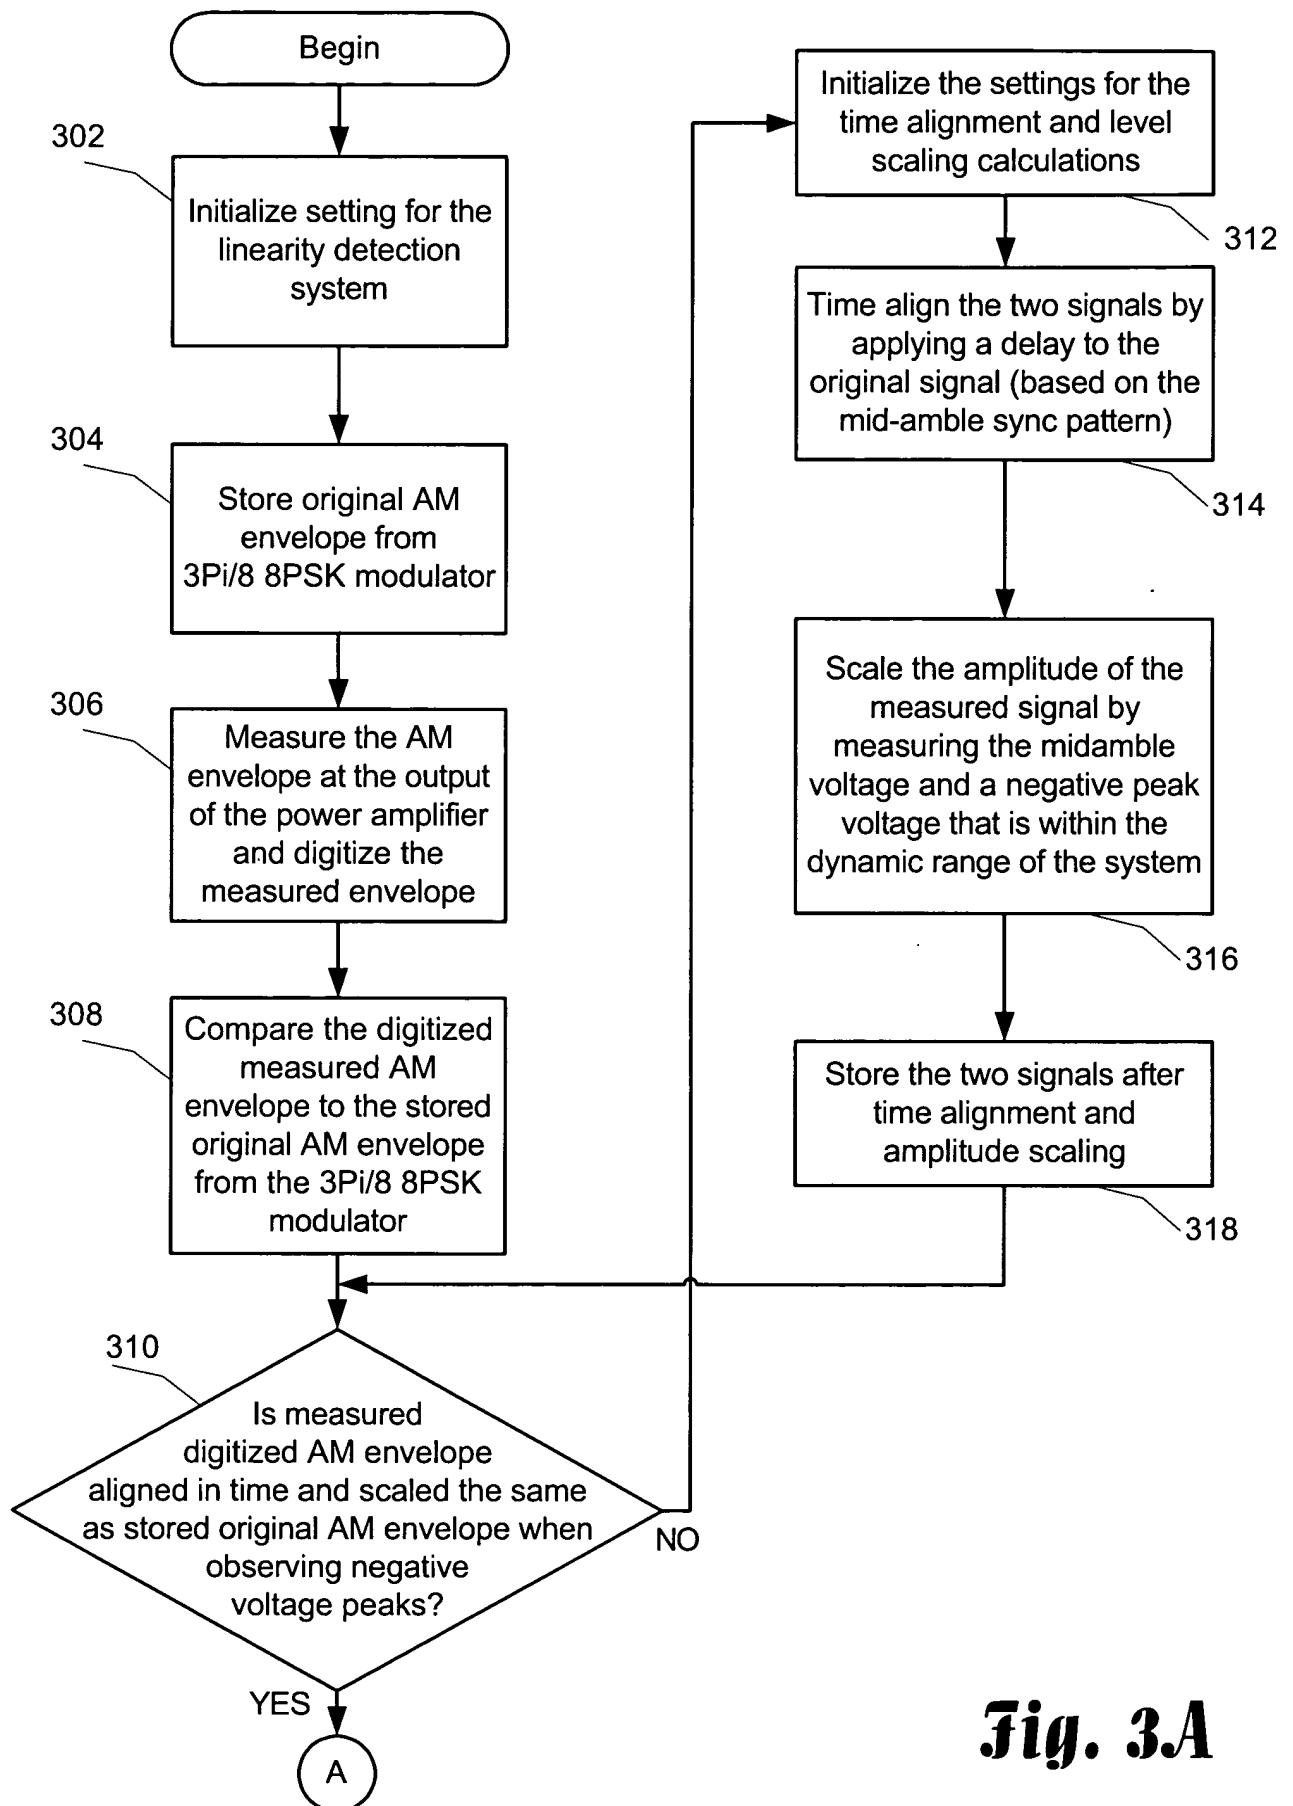 Begin
302
Initialize setting for the
linearity detection
system
304
Store original AM
envelope from
3Pi/8 8PSK modulator
306
Measure the AM
envelope at the output
of the power amplifier
and digitize the
measured envelope
308
Compare the digitized
measured AM
envelope to the stored
original AM envelope
from the 3Pi/8 8PSK
modulator
310
Is measured
digitized AM envelope
aligned in time and scaled the same
as stored original AM envelope when
observing negative
voltage peaks?
NO
YES
A
Initialize the settings for the
time alignment and level
scaling calculations
312
Time align the two signals by
applying a delay to the
original signal (based on the
mid-amble sync pattern)
314
Scale the amplitude of the
measured signal by
measuring the midamble
voltage and a negative peak
voltage that is within the
dynamic range of the system
316
Store the two signals after
time alignment and
amplitude scaling
318
Fig. 3A